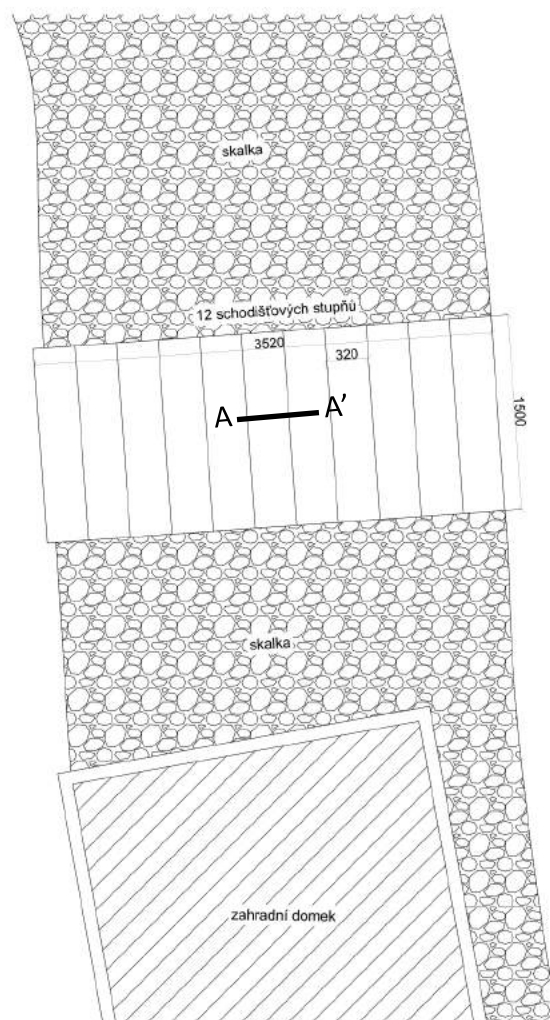 skalka
12 schodišťových stupňů
3520
320
A A’
1500
skalka
zahradní domek